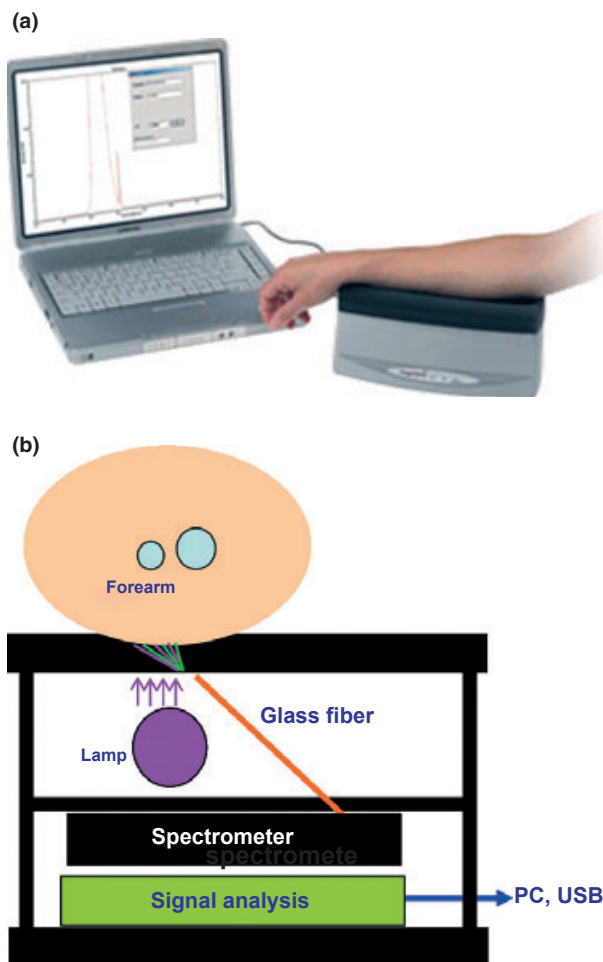 (a)
(b)
Forearm
Glass fiber
Lamp
Spectrometer
spectromete
Signal analysis
PC, USB